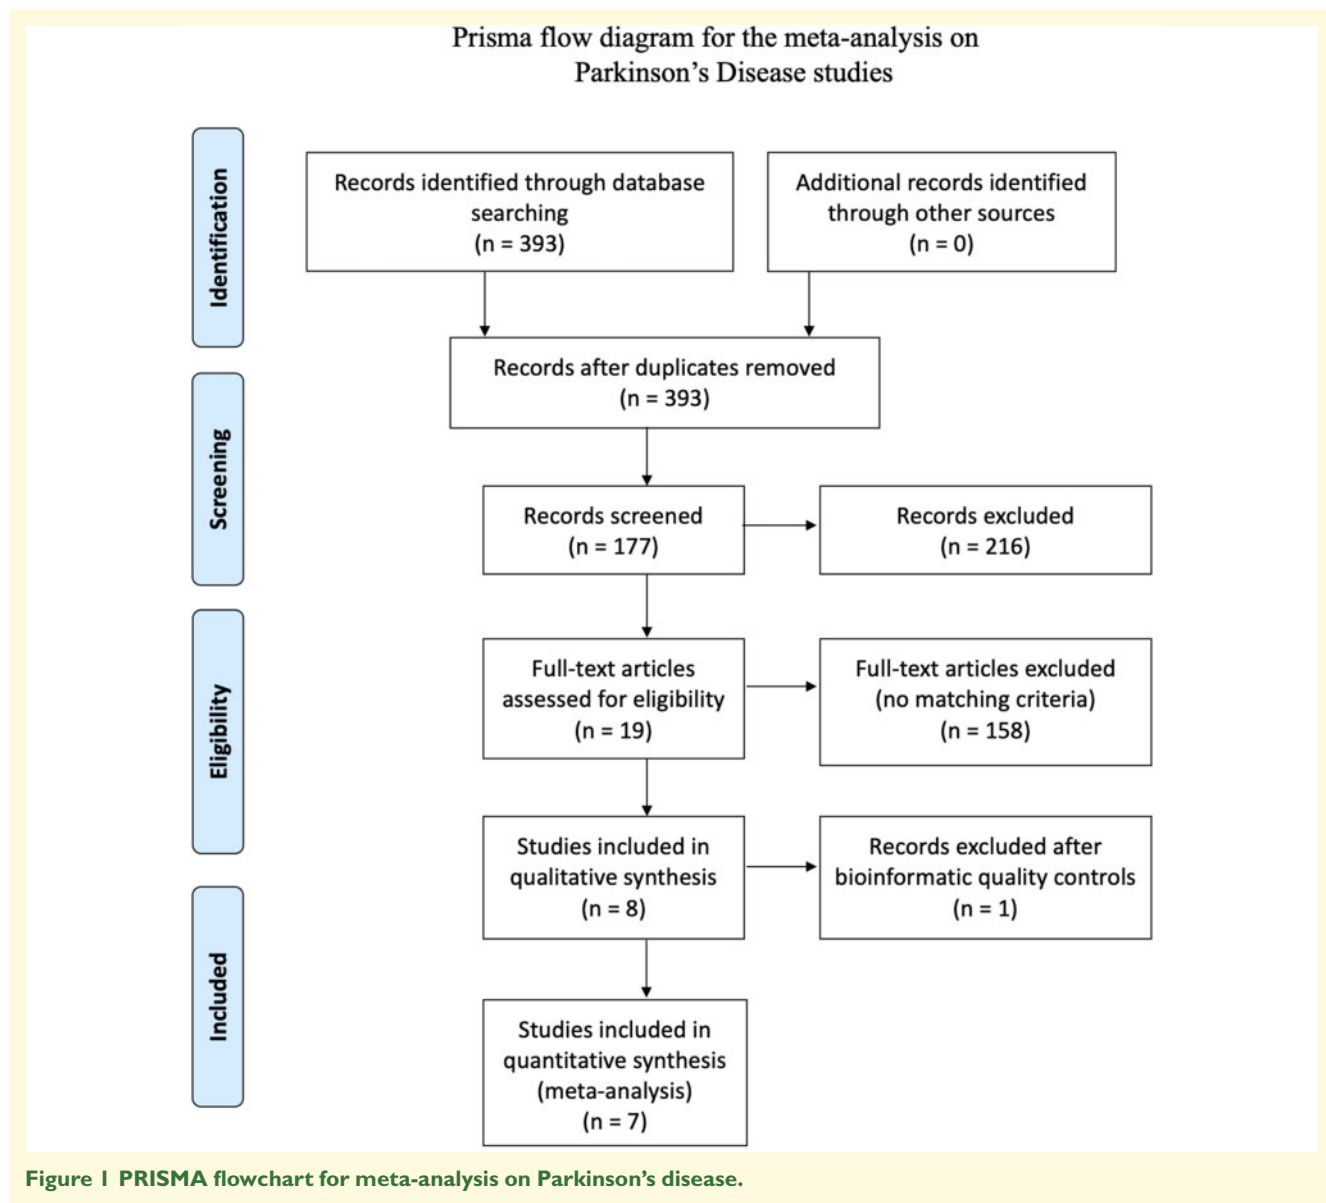 Prisma flow diagram for the meta-analysis on
Parkinson's Disease studies
Identification
Records identified through database
searching
(n = 393)
Additional records identified
through other sources
(n = 0)
Records after duplicates removed
(n = 393)
Screening
Records screened
(n = 177)
Records excluded
(n = 216)
Eligibility
Full-text articles
assessed for eligibility
(n = 19)
Full-text articles excluded
(no matching criteria)
(n = 158)
Studies included in
qualitative synthesis
(n = 8)
Records excluded after
bioinformatic quality controls
(n = 1)
Included
Studies included in
quantitative synthesis
(meta-analysis)
(n = 7)
Figure 1 PRISMA flowchart for meta-analysis on Parkinson's disease.